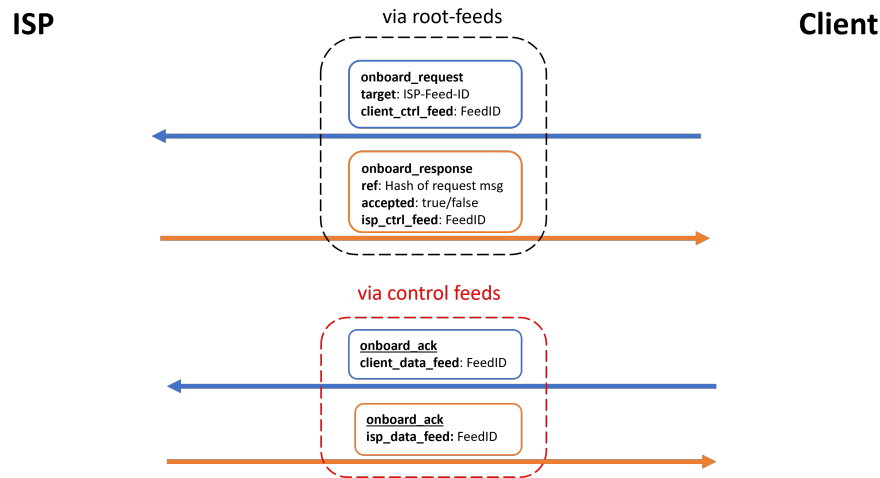 ISP
via root-feeds
Client
onboard_request
target: ISP-Feed-ID
client_ctrl_feed: FeedID
onboard_response
ref: Hash of request msg
accepted: true/false
isp_ctrl_feed: FeedID
via control feeds
onboard_ack
client_data_feed: FeedID
onboard_ack
isp_data_feed: FeedID